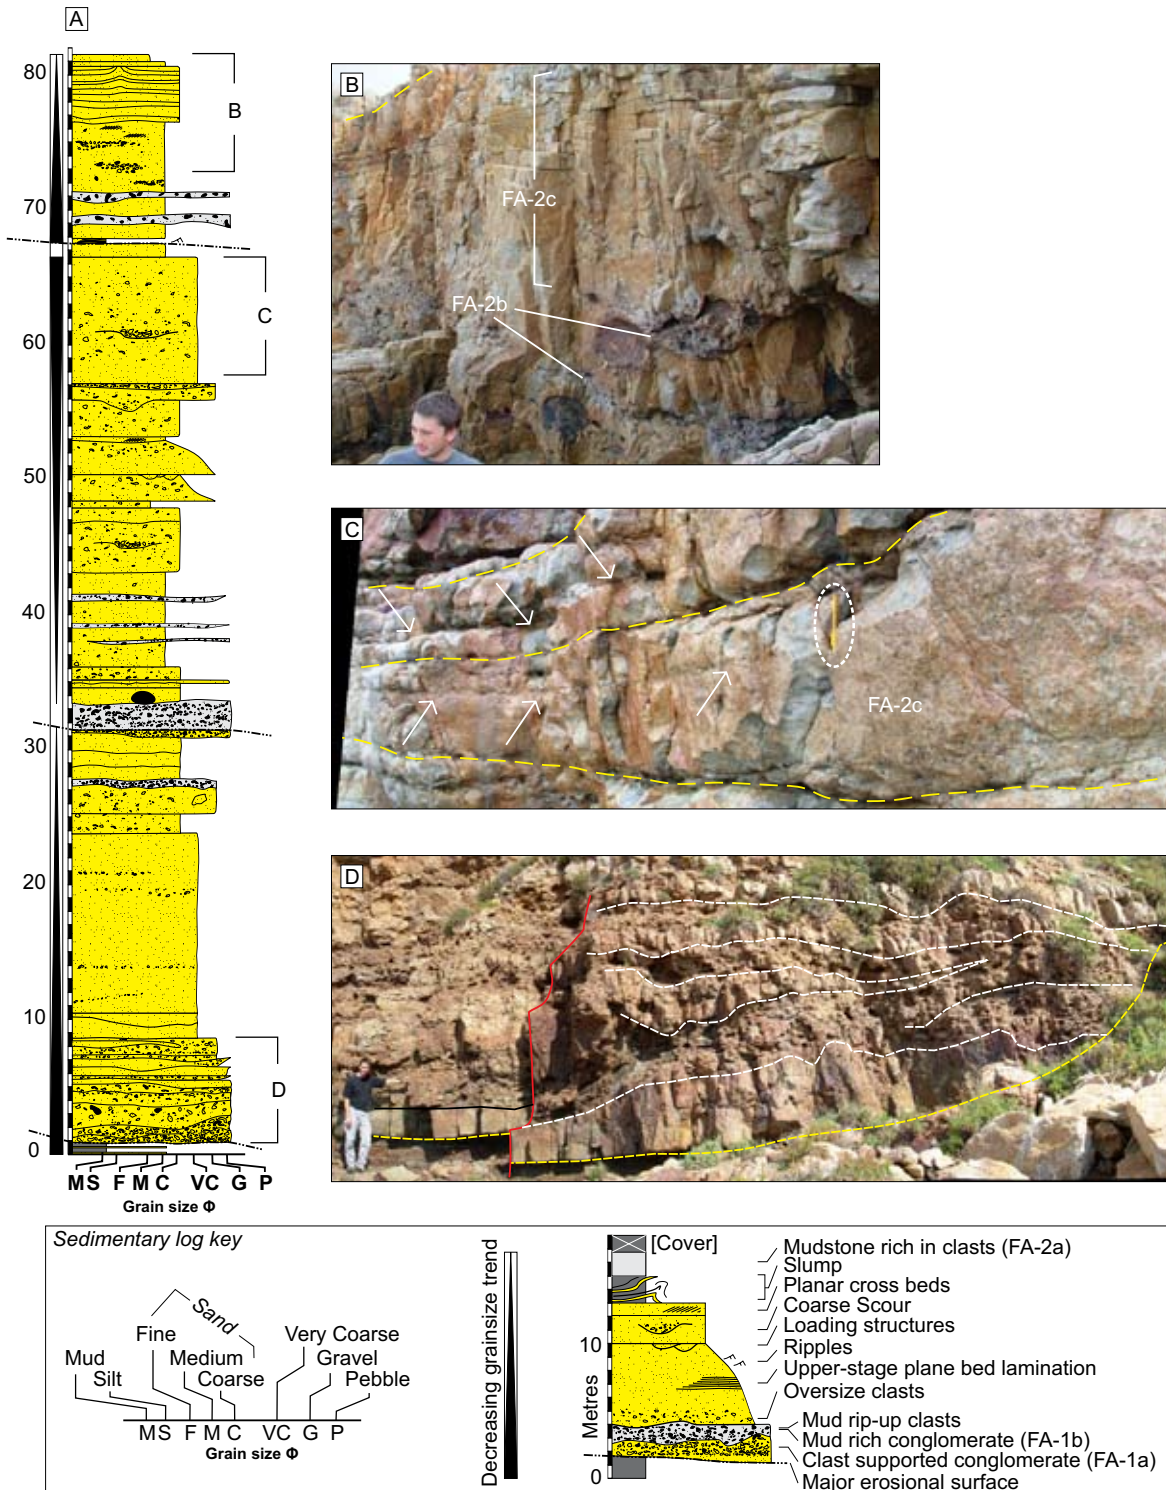 A
80
70
60
50
40
30
20
10
0
B
C
D
M S F M C VC G P
Grain size Φ
B
FA-2c
FA-2b
C
FA-2c
D
Sedimentary log key
Sand
Fine
Very Coarse
Mud
Medium
Gravel
Silt
Coarse
Pebble
M S F M C VC G P
Grain size Φ
Decreasing grainsize trend
Metres
10
0
[Cover]
Mudstone rich in clasts (FA-2a)
Slump
Planar cross beds
Coarse Scour
Loading structures
Ripples
Upper-stage plane bed lamination
Oversize clasts
Mud rip-up clasts
Mud rich conglomerate (FA-1b)
Clast supported conglomerate (FA-1a)
Major erosional surface